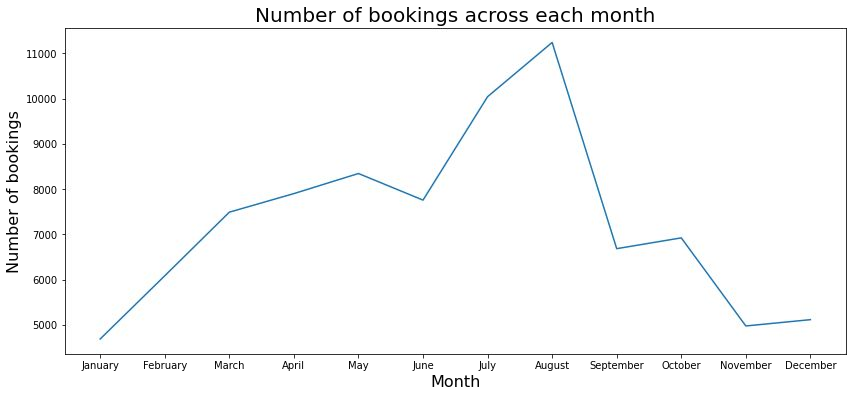 Number of bookings across each month
Number of bookings
11000
10000
9000
8000
7000
6000
5000
January February March April May June July August September October November December
Month